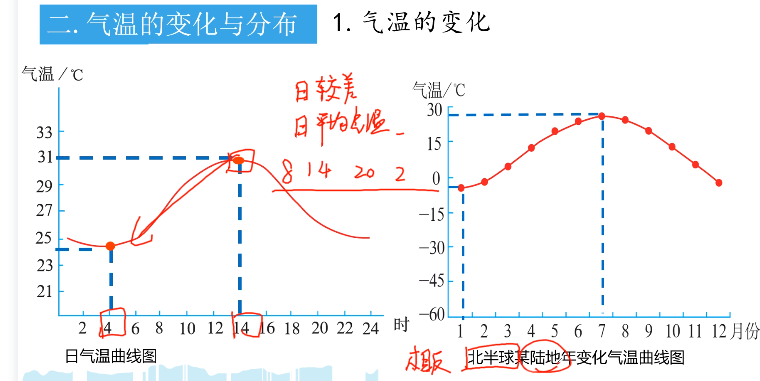 二.气温的变化与分布 1.气温的变化
气温/℃
33
31
29
27
25
23
21
2 4 6 8 10 12 14 16 18 20 22 24 时
日气温曲线图
日较差
日平均气温
8 14 20 2
气温/℃
30
15
0
-15
-30
-45
-60
1 2 3 4 5 6 7 8 9 10 11 12 月份
相反 北半球某陆地年变化气温曲线图